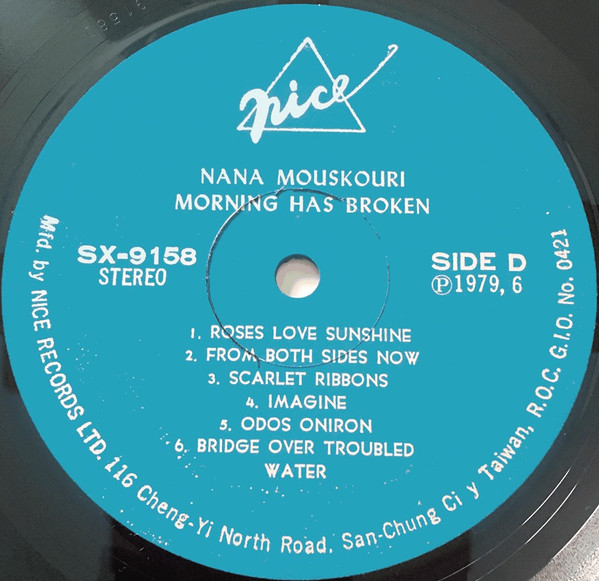 nice
NANA MOUSKOURI
MORNING HAS BROKEN
SX-9158
STEREO
SIDE D
Ⓟ1979, 6
1. ROSES LOVE SUNSHINE
2. FROM BOTH SIDES NOW
3. SCARLET RIBBONS
4. IMAGINE
5. ODOS ONIRON
6. BRIDGE OVER TROUBLED
WATER
Mfd. by NICE RECORDS LTD. 116 Cheng-Yi North Road. San-Chung Ci y Taiwan, R.O.C. G.I.O. No. 0421